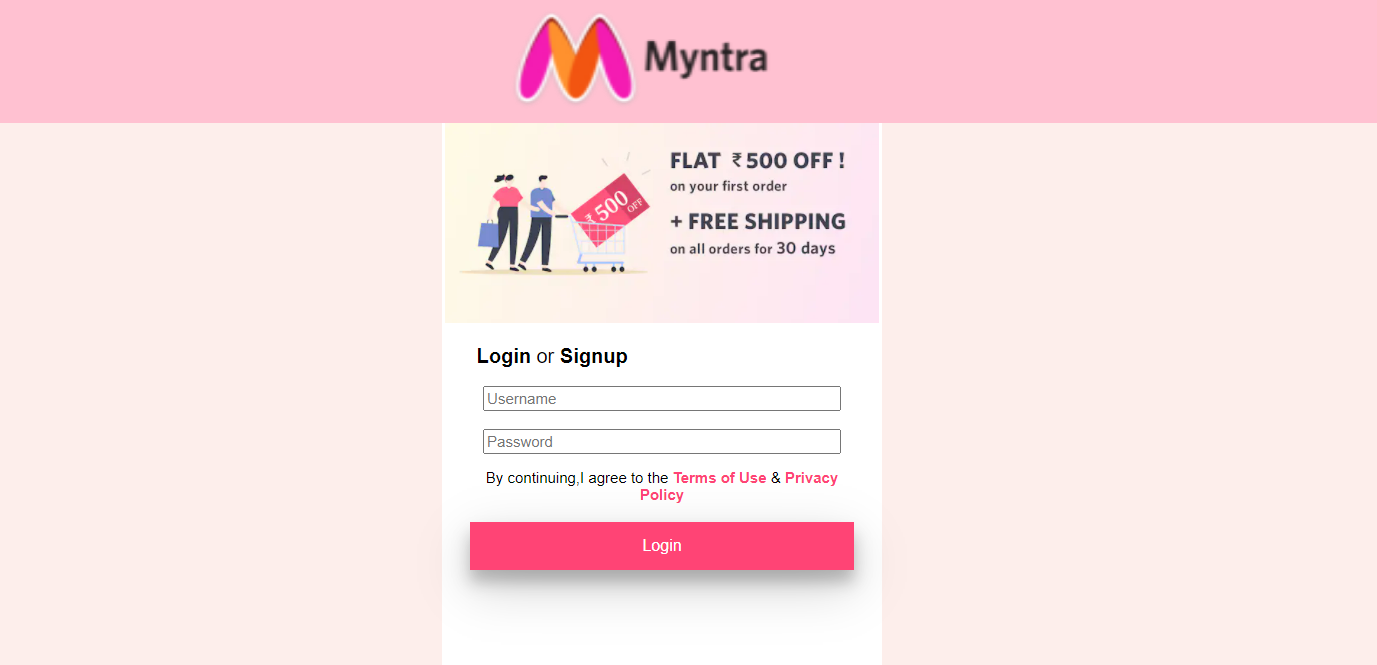 Myntra
FLAT ₹500 OFF !
on your first order
+ FREE SHIPPING
on all orders for 30 days
₹500
OFF
Login or Signup
Username
Password
By continuing,I agree to the Terms of Use & Privacy
Policy
Login